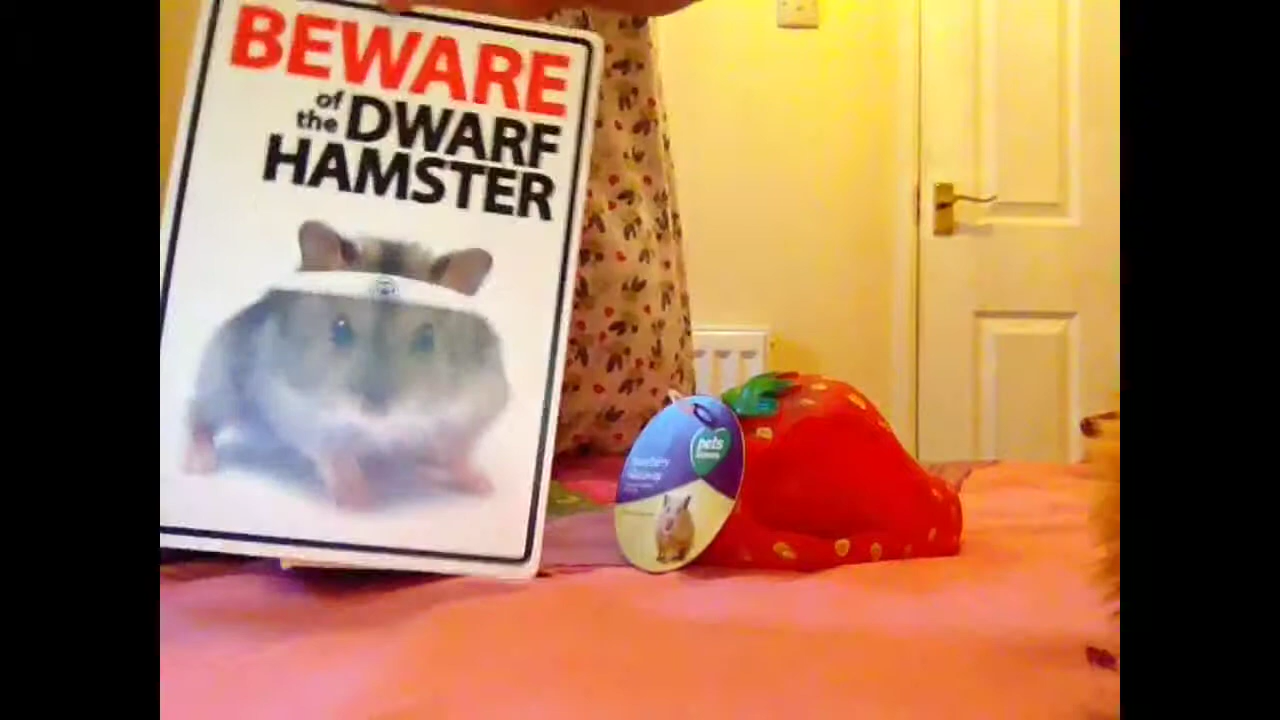 BEWARE
of
the DWARF
HAMSTER
pets